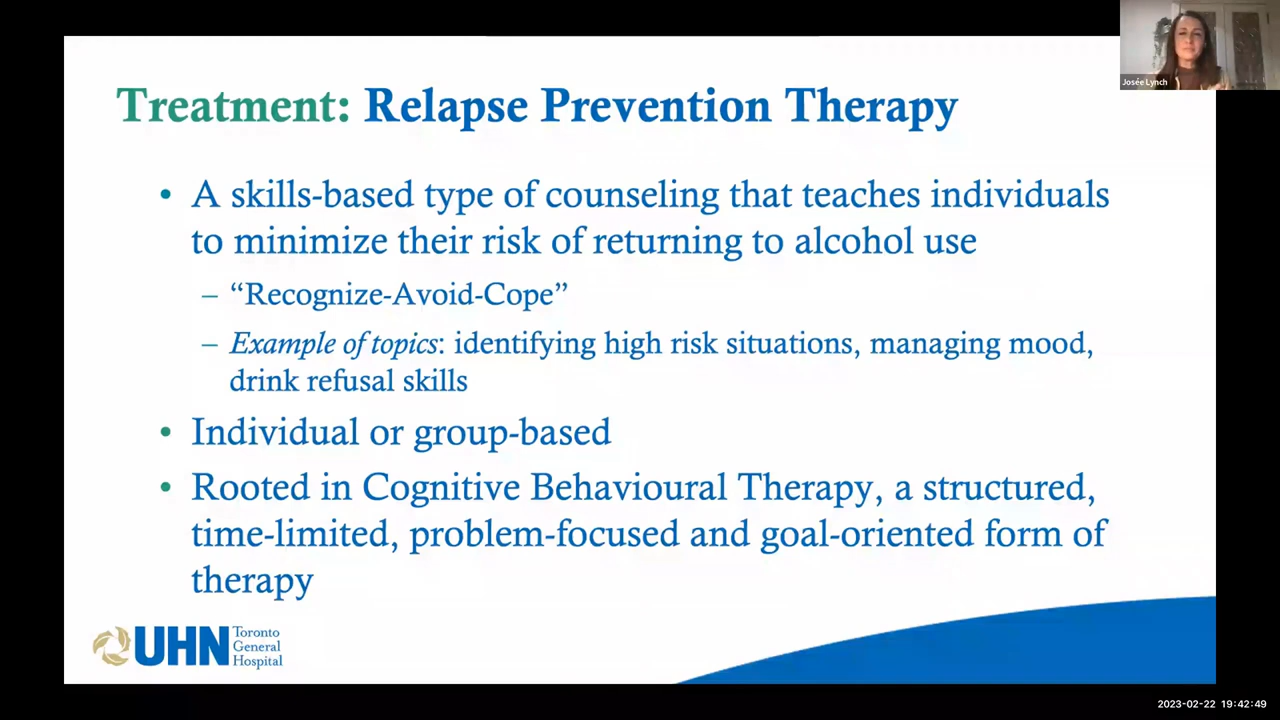 Josée Lynch
Treatment: Relapse Prevention Therapy
• A skills-based type of counseling that teaches individuals
to minimize their risk of returning to alcohol use
– “Recognize-Avoid-Cope”
– Example of topics: identifying high risk situations, managing mood,
drink refusal skills
• Individual or group-based
• Rooted in Cognitive Behavioural Therapy, a structured,
time-limited, problem-focused and goal-oriented form of
therapy
UHN
Toronto
General
Hospital
2023-02-22 19:42:49